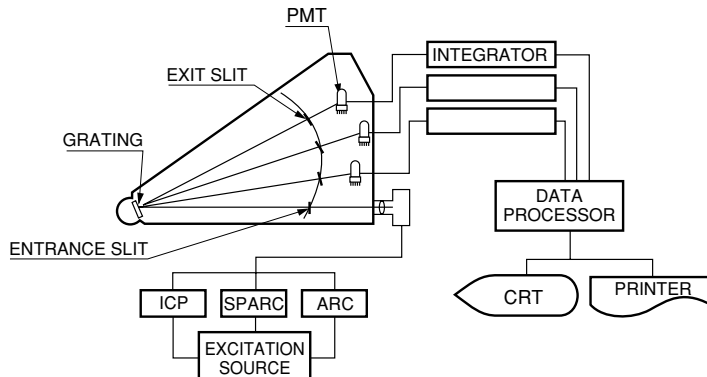 PMT
INTEGRATOR
EXIT SLIT
GRATING
DATA
PROCESSOR
ENTRANCE SLIT
ICP
SPARC
ARC
CRT
PRINTER
EXCITATION
SOURCE